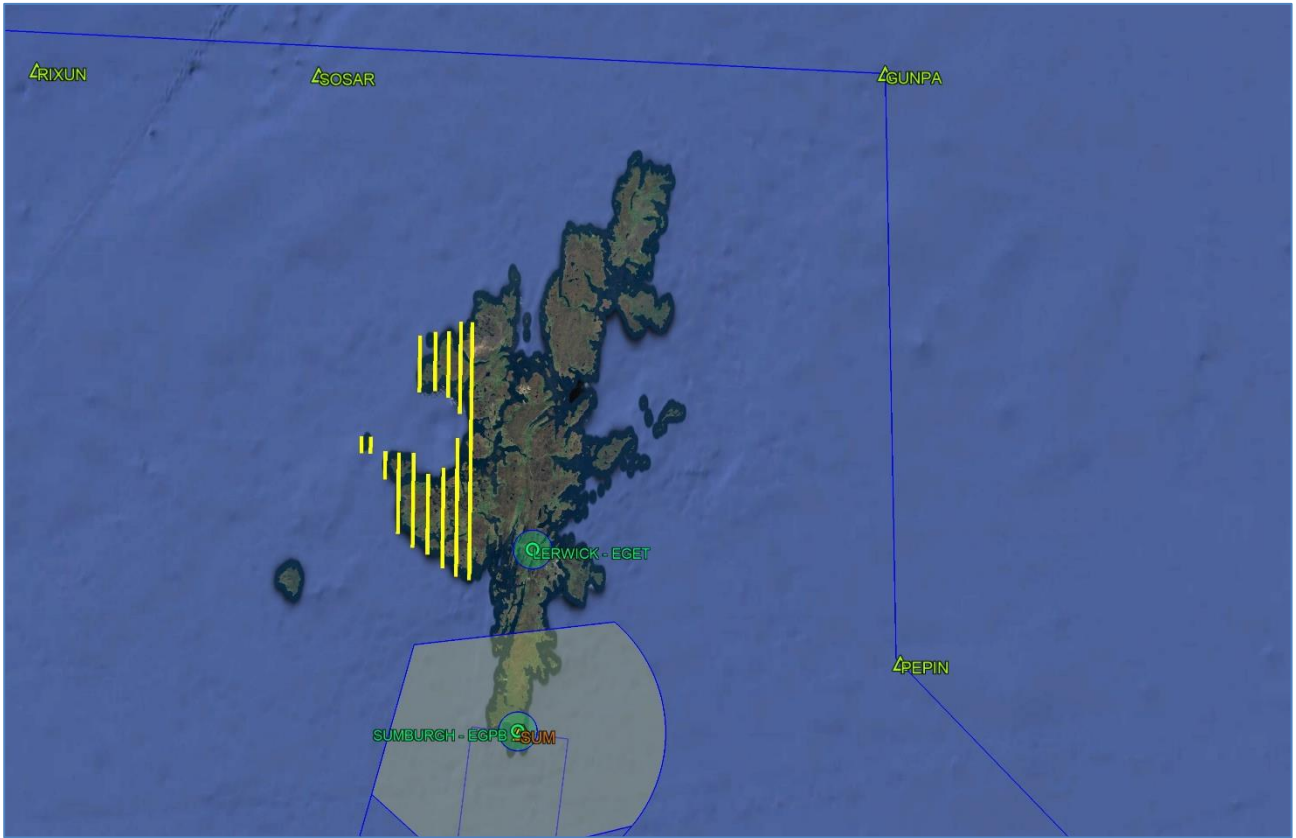 RIXUN
SOSAR
GUNPA
LERWICK - EGET
PEPIN
SUMBURGH - EGPB
SUM